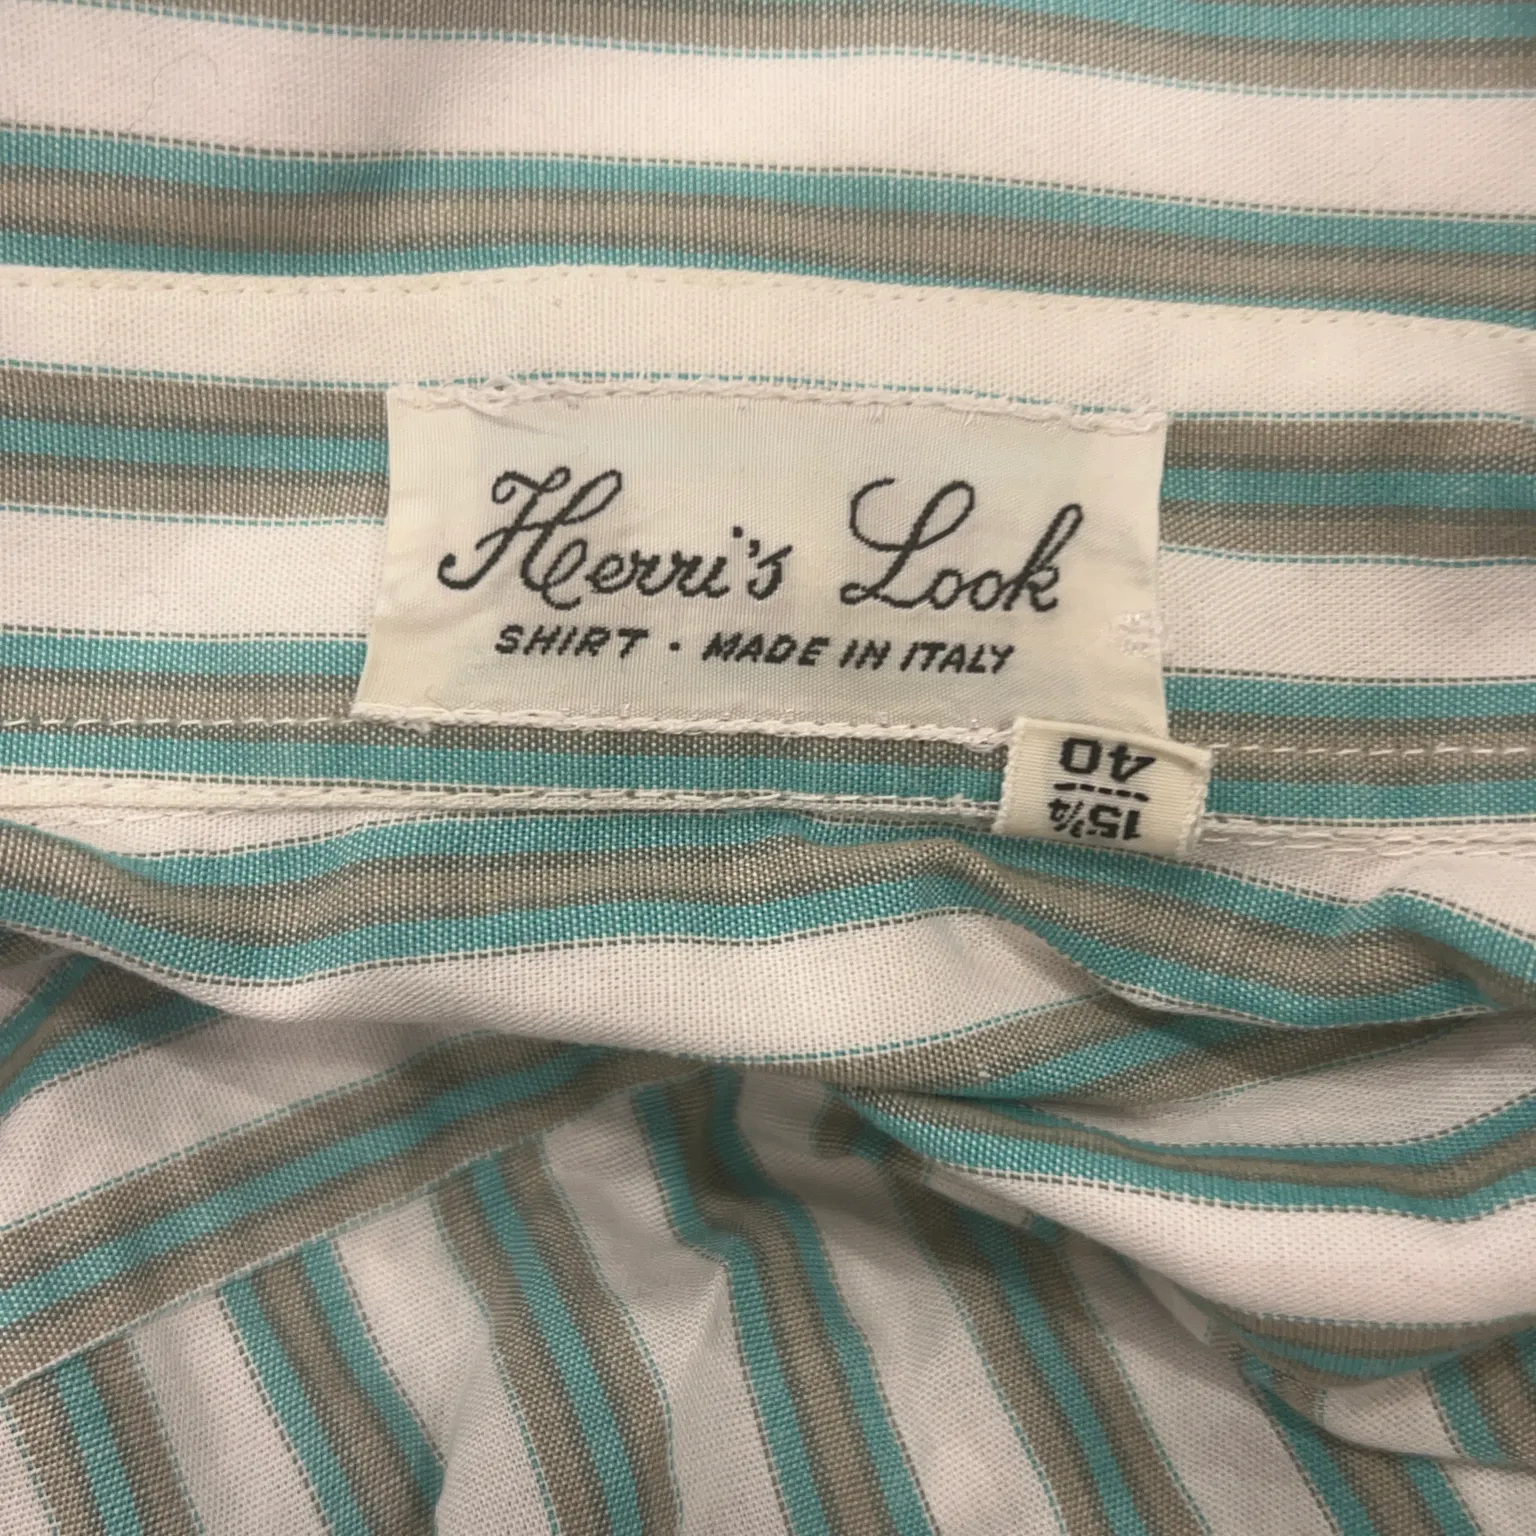 Herri's Look
SHIRT · MADE IN ITALY
40
15¾